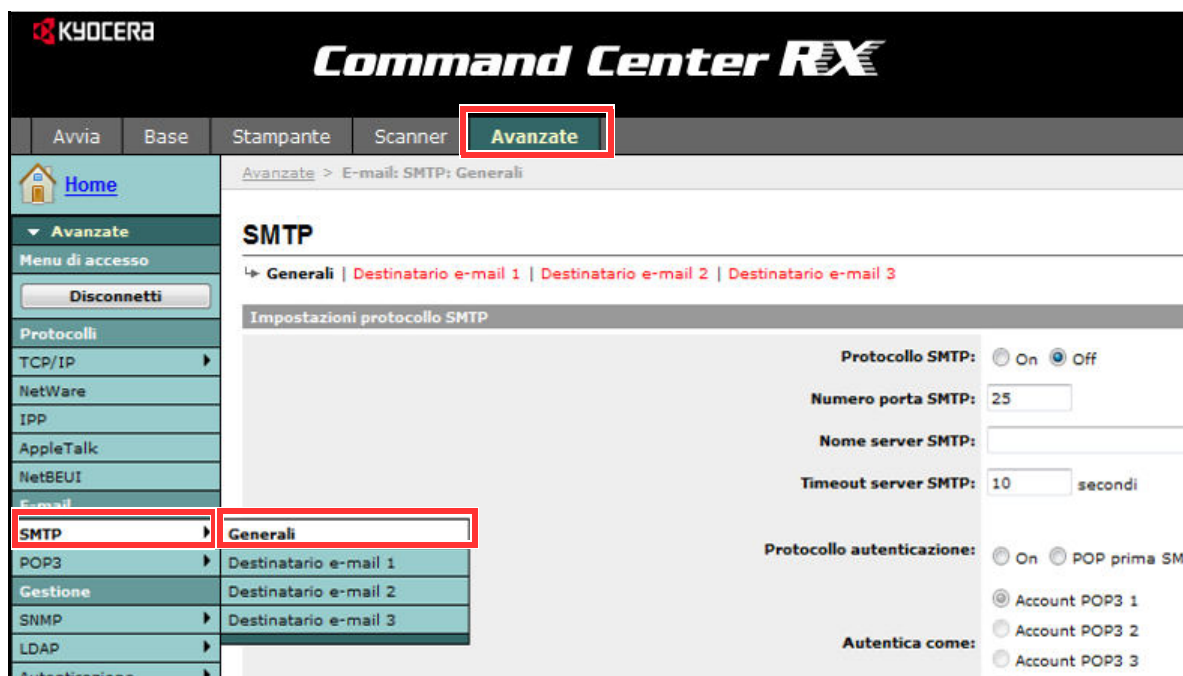 KYOCERA
Command Center RX
Avvia Base Stampante Scanner Avanzate
Home
Avanzate > E-mail: SMTP: Generali
Avanzate
Menu di accesso
Disconnetti
Protocolli
TCP/IP
NetWare
IPP
AppleTalk
NetBEUI
E-mail
SMTP
POP3
Gestione
SNMP
LDAP
Autenticazione
Generali
Destinatario e-mail 1
Destinatario e-mail 2
Destinatario e-mail 3
SMTP
Generali | Destinatario e-mail 1 | Destinatario e-mail 2 | Destinatario e-mail 3
Impostazioni protocollo SMTP
Protocollo SMTP: On Off
Numero porta SMTP: 25
Nome server SMTP:
Timeout server SMTP: 10 secondi
Protocollo autenticazione: On POP prima SM
Autentica come:
Account POP3 1
Account POP3 2
Account POP3 3